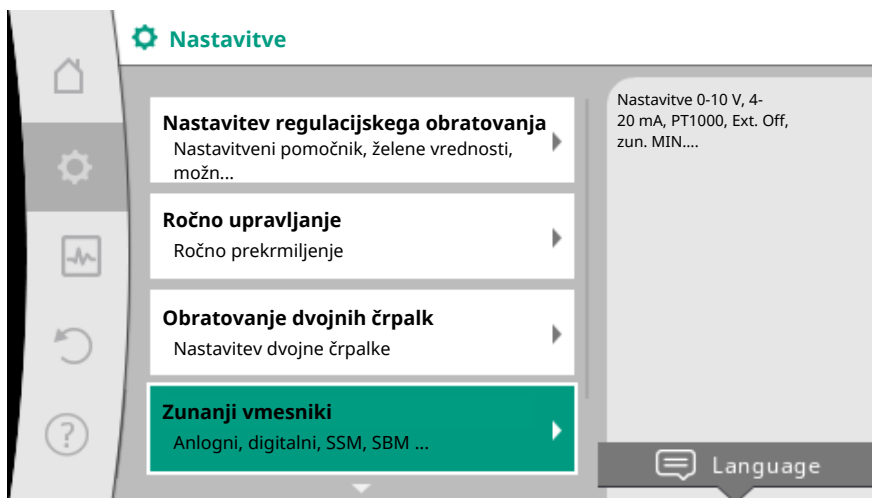 Nastavitve
Nastavitev regulacijskega obratovanja
Nastavitveni pomočnik, želene vrednosti,
možn...
Ročno upravljanje
Ročno prekrmiljenje
Obratovanje dvojnih črpalk
Nastavitev dvojne črpalke
Zunanji vmesniki
Anlogni, digitalni, SSM, SBM ...
Nastavitve 0-10 V, 4-
20 mA, PT1000, Ext. Off,
zun. MIN....
Language